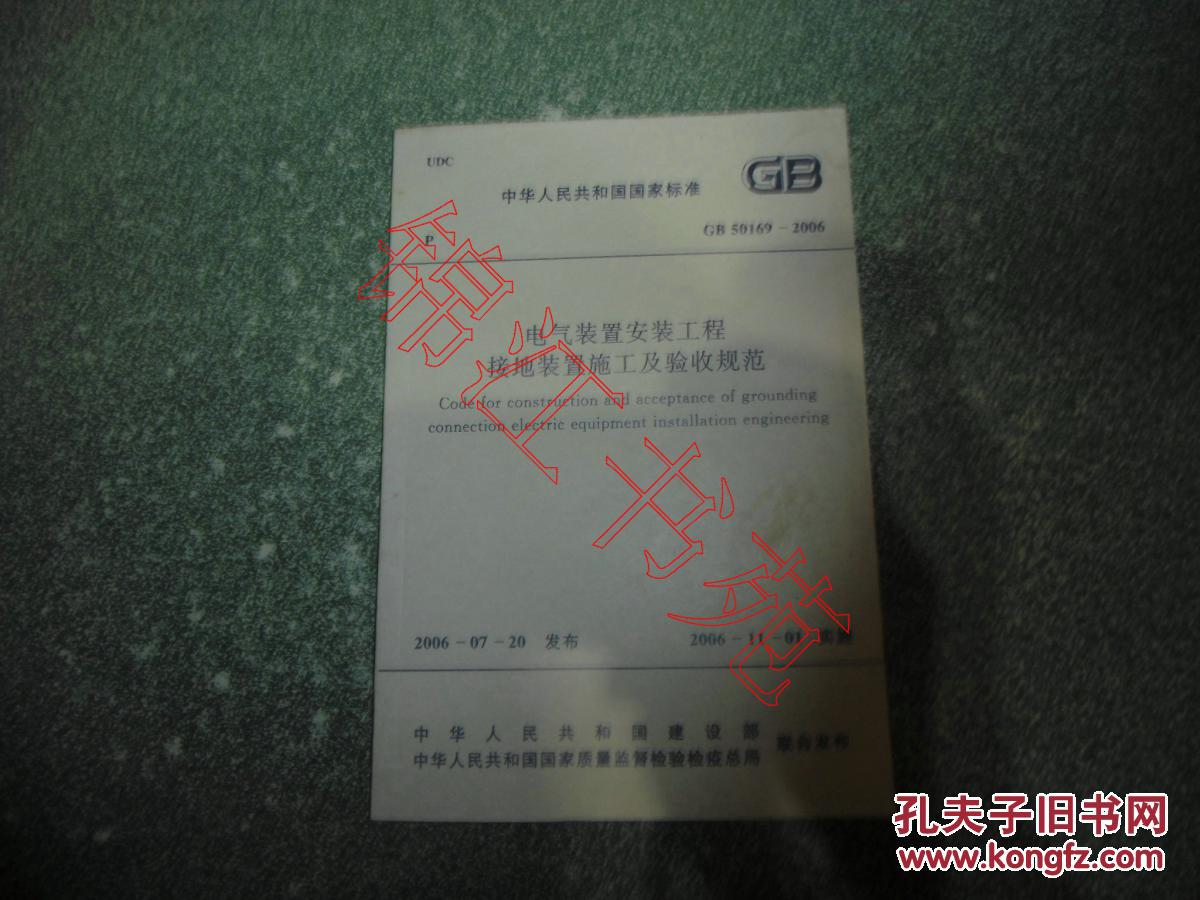 UDC
中华人民共和国国家标准
GB
P
GB 50169-2006
电气装置安装工程
接地装置施工及验收规范
Code for construction and acceptance of grounding
connection electric equipment installation engineering
2006-07-20 发布
2006-11-01 实施
中华人民共和国建设部
中华人民共和国国家质量监督检验检疫总局
联合发布
锦江书苑
孔夫子旧书网
www.kongfz.com